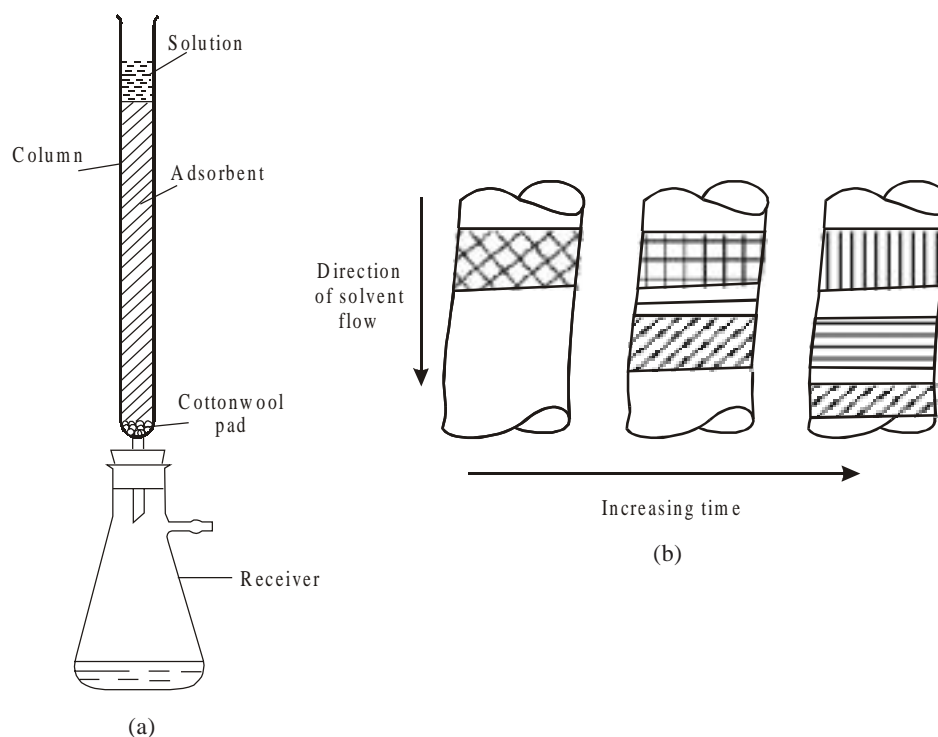 Solution
Column
Adsorbent
Cottonwool
pad
Receiver
(a)
Direction
of solvent
flow
Increasing time
(b)